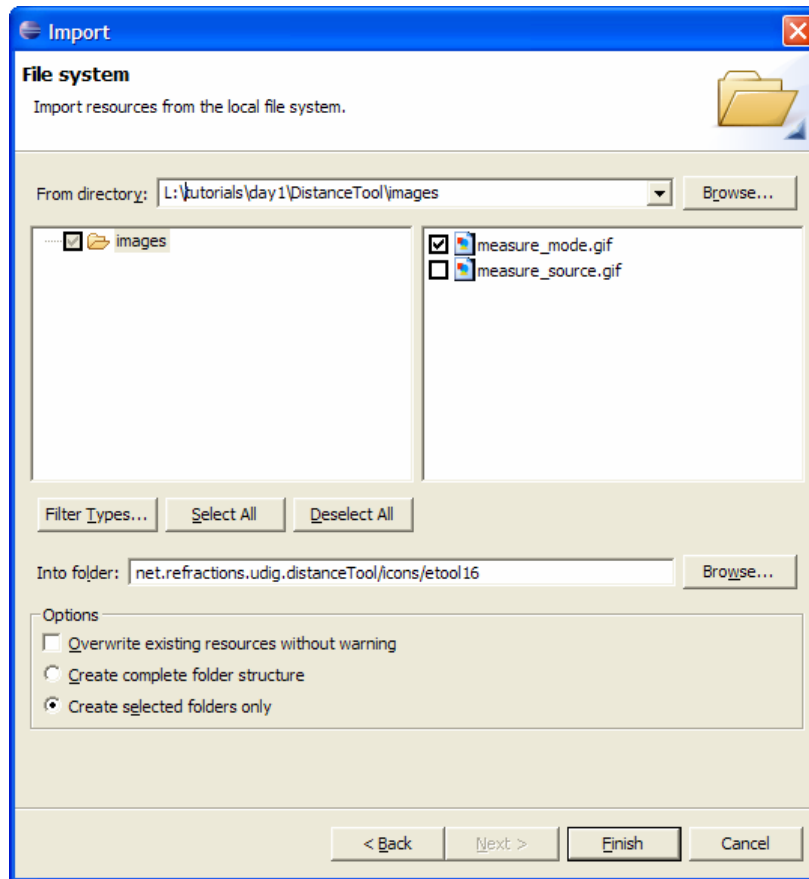 Import
File system
Import resources from the local file system.
From directory: L:\tutorials\day1\DistanceTool\images Browse...
images
measure_mode.gif
measure_source.gif
Filter Types... Select All Deselect All
Into folder: net.refractions.udig.distanceTool/icons/etool16 Browse...
Options
Overwrite existing resources without warning
Create complete folder structure
Create selected folders only
< Back Next > Finish Cancel